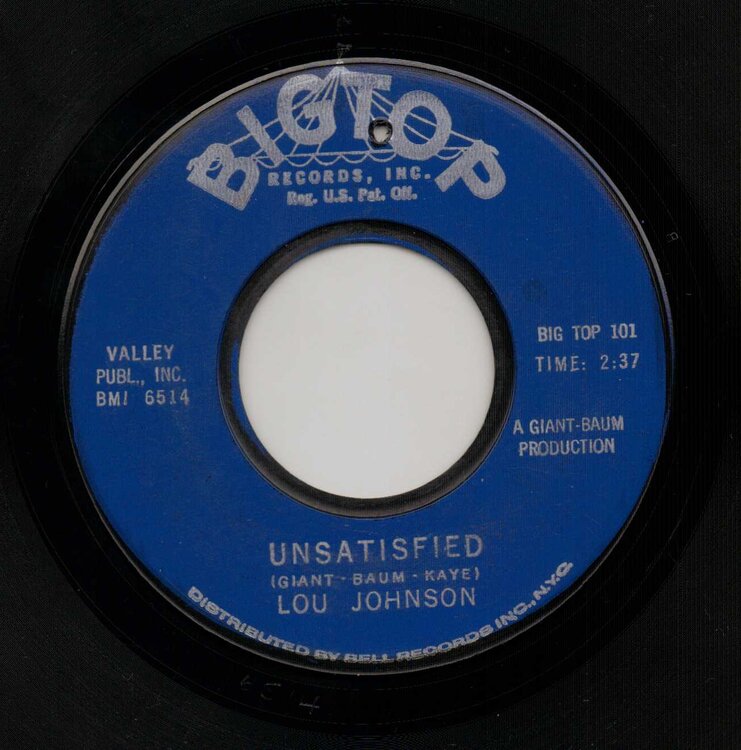 BIGTOP
RECORDS, INC.
Reg. U.S. Pat. Off.
VALLEY
PUBL., INC.
BMI 6514
BIG TOP 101
TIME: 2:37
A GIANT-BAUM
PRODUCTION
UNSATISFIED
(GIANT - BAUM - KAYE)
LOU JOHNSON
DISTRIBUTED BY BELL RECORDS INC., N.Y.C.